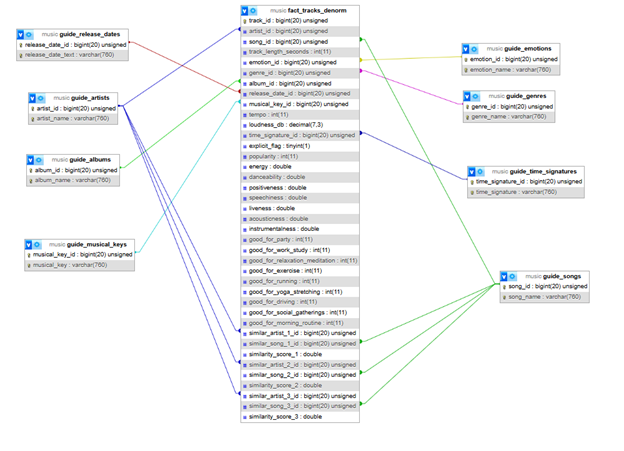 music guide_release_dates
release_date_id : bigint(20) unsigned
release_date_text : varchar(760)
music guide_artists
artist_id : bigint(20) unsigned
artist_name : varchar(760)
music guide_albums
album_id : bigint(20) unsigned
album_name : varchar(760)
music guide_musical_keys
musical_key_id : bigint(20) unsigned
musical_key : varchar(760)
music fact_tracks_denorm
track_id : bigint(20) unsigned
artist_id : bigint(20) unsigned
song_id : bigint(20) unsigned
track_length_seconds : int(11)
emotion_id : bigint(20) unsigned
genre_id : bigint(20) unsigned
album_id : bigint(20) unsigned
release_date_id : bigint(20) unsigned
musical_key_id : bigint(20) unsigned
tempo : int(11)
loudness_db : decimal(7,3)
time_signature_id : bigint(20) unsigned
explicit_flag : tinyint(1)
popularity : int(11)
energy : double
danceability : double
positiveness : double
speechiness : double
liveness : double
acousticness : double
instrumentalness : double
good_for_party : int(11)
good_for_work_study : int(11)
good_for_relaxation_meditation : int(11)
good_for_exercise : int(11)
good_for_running : int(11)
good_for_yoga_stretching : int(11)
good_for_driving : int(11)
good_for_social_gatherings : int(11)
good_for_morning_routine : int(11)
similar_artist_1_id : bigint(20) unsigned
similar_song_1_id : bigint(20) unsigned
similarity_score_1 : double
similar_artist_2_id : bigint(20) unsigned
similar_song_2_id : bigint(20) unsigned
similarity_score_2 : double
similar_artist_3_id : bigint(20) unsigned
similar_song_3_id : bigint(20) unsigned
similarity_score_3 : double
music guide_emotions
emotion_id : bigint(20) unsigned
emotion_name : varchar(760)
music guide_genres
genre_id : bigint(20) unsigned
genre_name : varchar(760)
music guide_time_signatures
time_signature_id : bigint(20) unsigned
time_signature : varchar(760)
music guide_songs
song_id : bigint(20) unsigned
song_name : varchar(760)